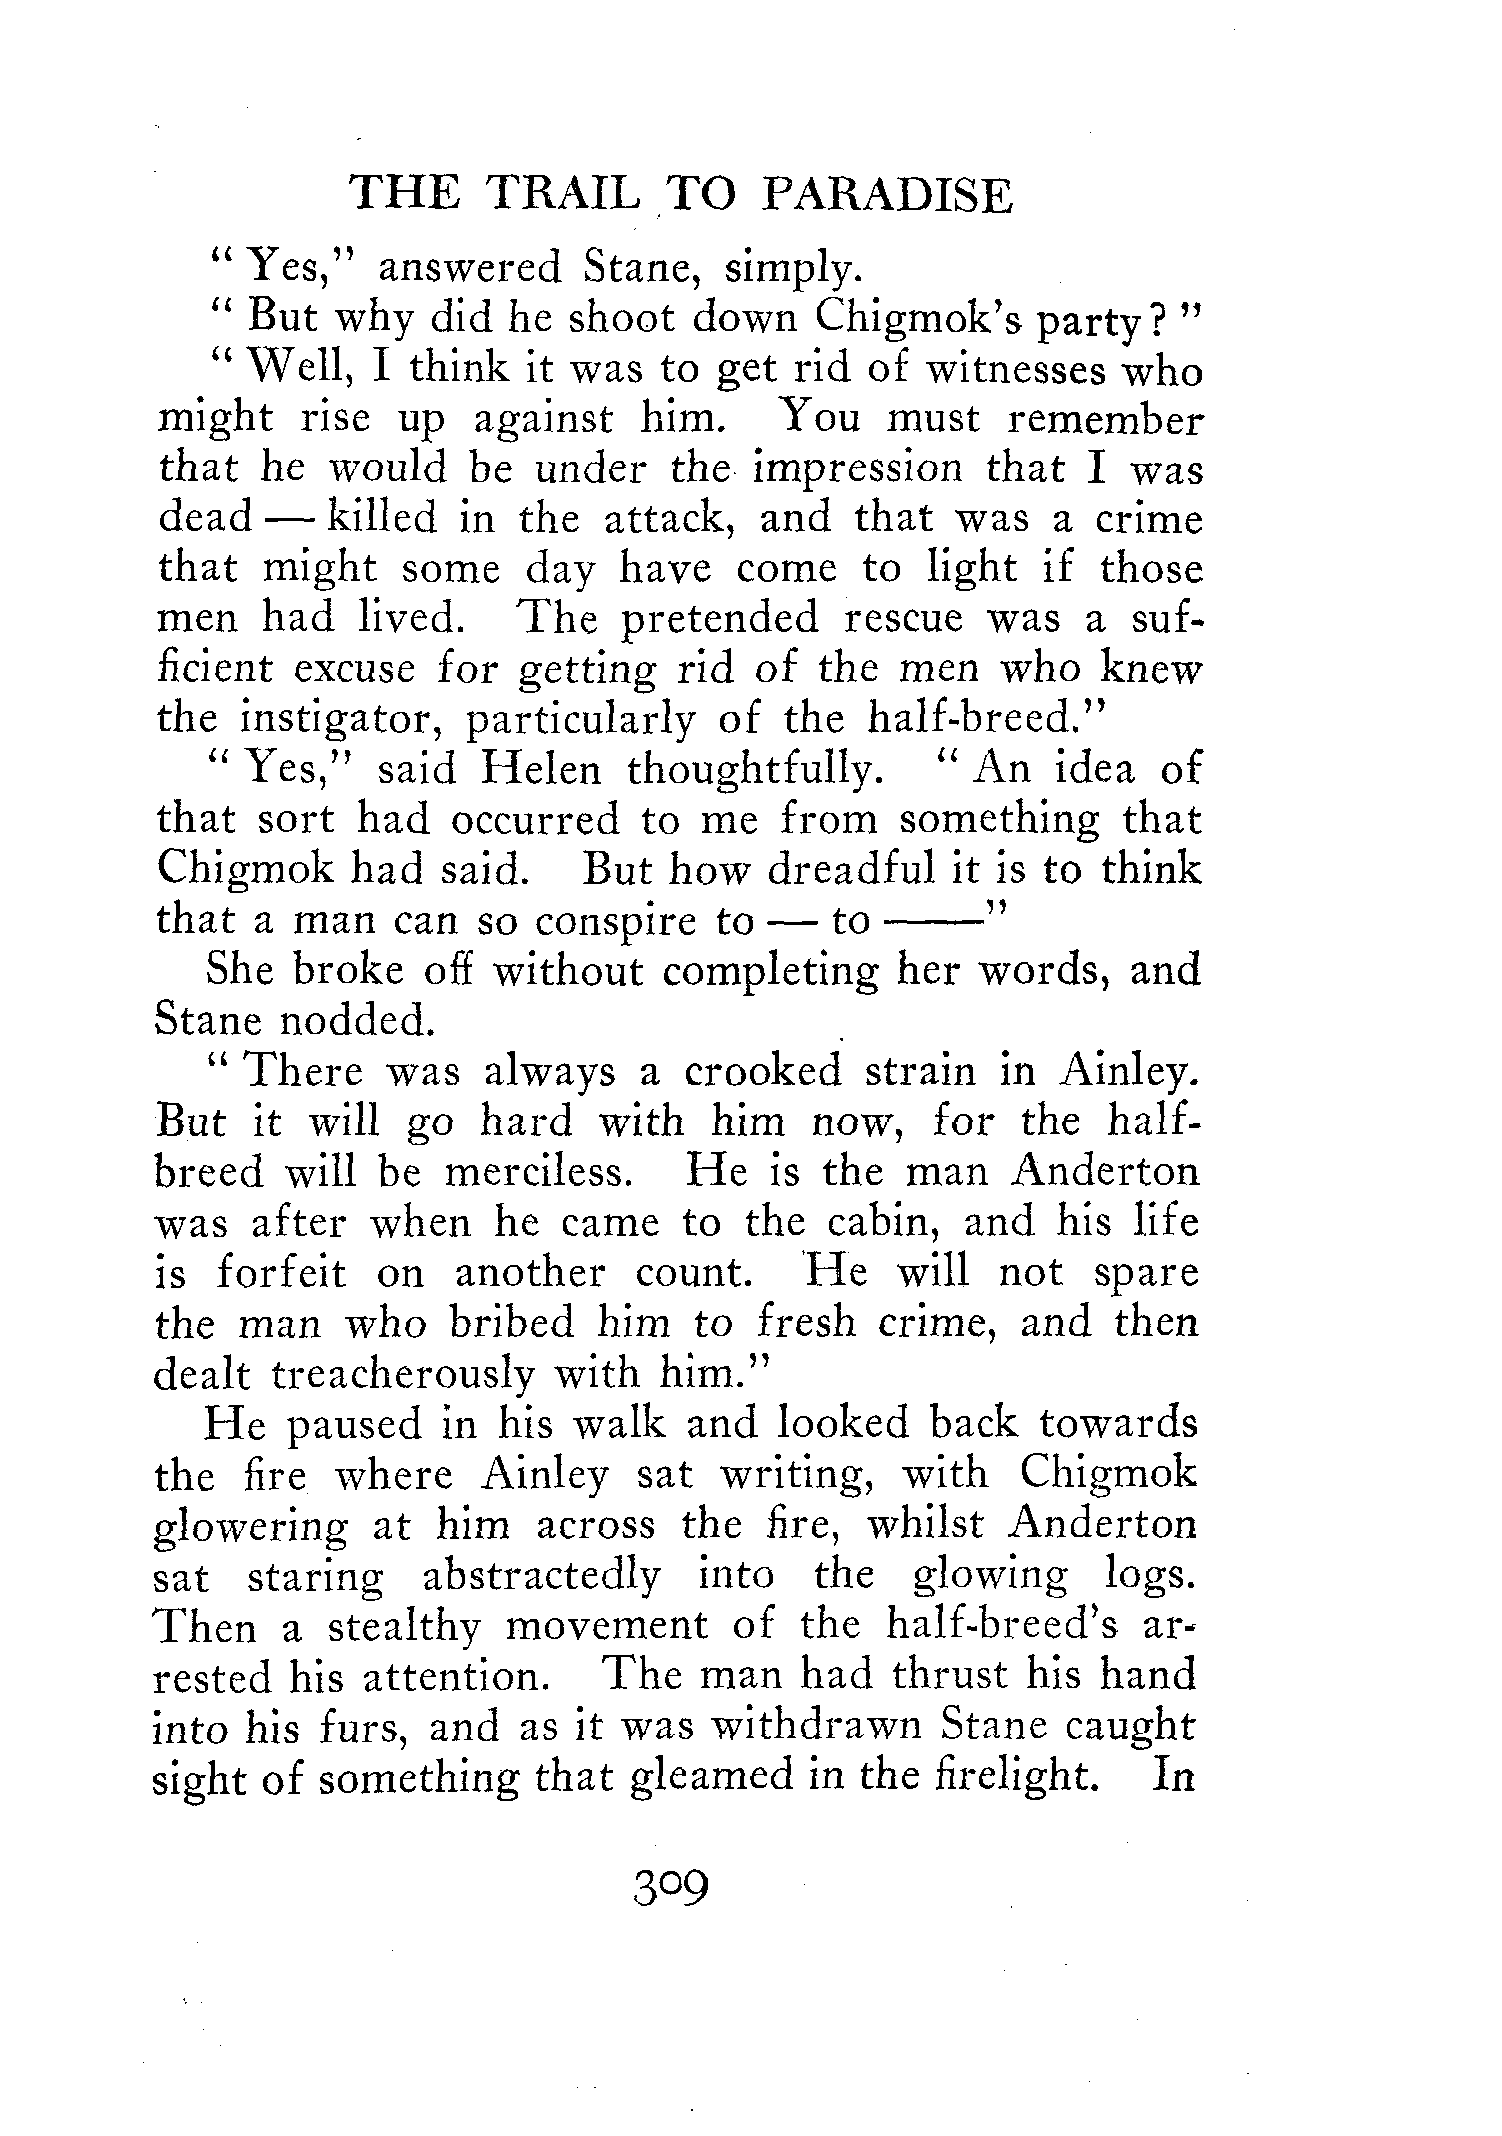 THE TRAIL TO PARADISE
" Yes," answered Stane, simply.
" But why did he shoot down Chigmok's party? "
" Well, I think it was to get rid of witnesses who
might rise up against him. You must remember
that he would be under the impression that I was
dead — killed in the attack, and that was a crime
that might some day have come to light if those
men had lived. The pretended rescue was a suf-
ficient excuse for getting rid of the men who knew
the instigator, particularly of the half-breed."
" Yes," said Helen thoughtfully. " An idea of
that sort had occurred to me from something that
Chigmok had said. But how dreadful it is to think
that a man can so conspire to — to ——"
She broke off without completing her words, and
Stane nodded.
" There was always a crooked strain in Ainley.
But it will go hard with him now, for the half-
breed will be merciless. He is the man Anderton
was after when he came to the cabin, and his life
is forfeit on another count. He will not spare
the man who bribed him to fresh crime, and then
dealt treacherously with him."
He paused in his walk and looked back towards
the fire where Ainley sat writing, with Chigmok
glowering at him across the fire, whilst Anderton
sat staring abstractedly into the glowing logs.
Then a stealthy movement of the half-breed's ar-
rested his attention. The man had thrust his hand
into his furs, and as it was withdrawn Stane caught
sight of something that gleamed in the firelight. In
309